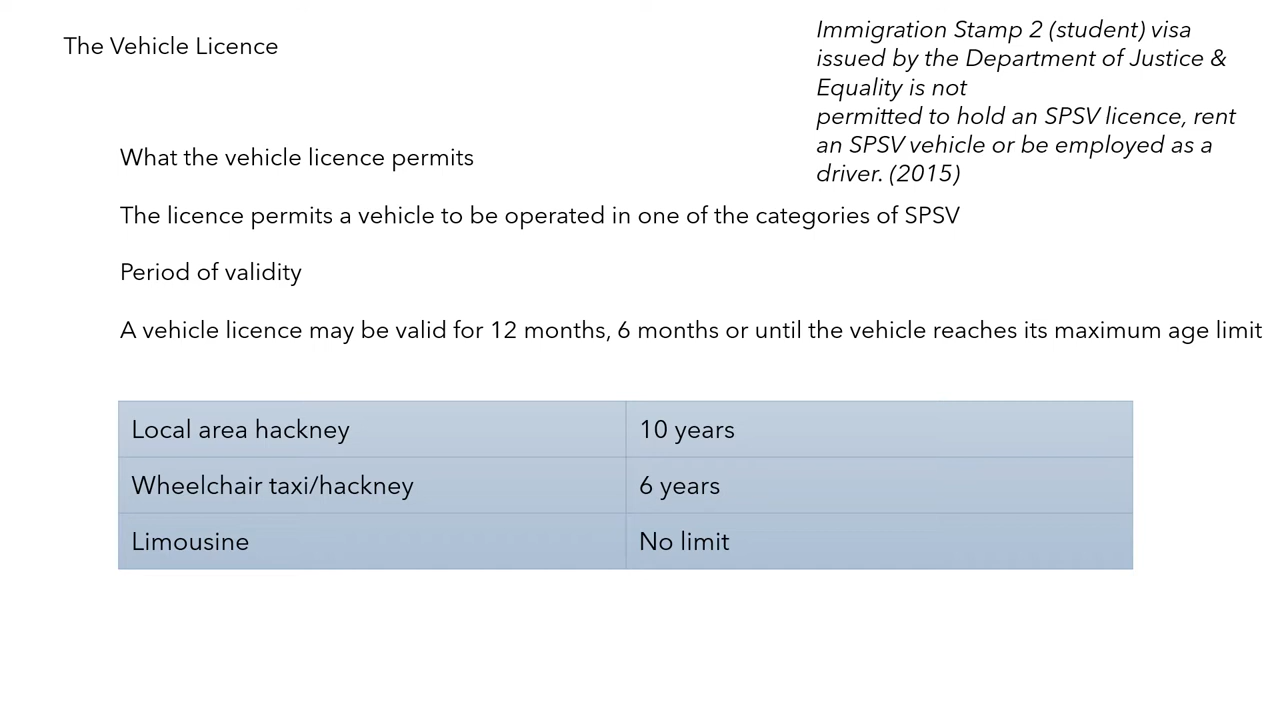 The Vehicle Licence
Immigration Stamp 2 (student) visa
issued by the Department of Justice &
Equality is not
permitted to hold an SPSV licence, rent
an SPSV vehicle or be employed as a
driver. (2015)
What the vehicle licence permits
The licence permits a vehicle to be operated in one of the categories of SPSV
Period of validity
A vehicle licence may be valid for 12 months, 6 months or until the vehicle reaches its maximum age limit
Local area hackney 10 years
Wheelchair taxi/hackney 6 years
Limousine No limit